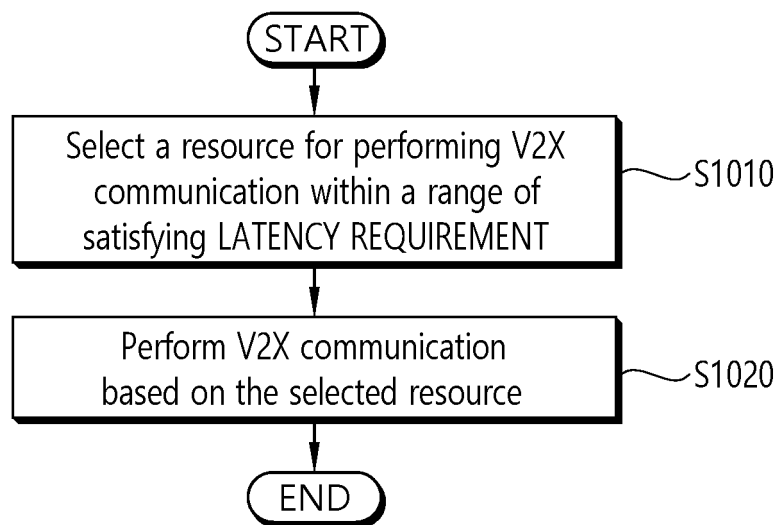 START
Select a resource for performing V2X
communication within a range of
satisfying LATENCY REQUIREMENT
S1010
Perform V2X communication
based on the selected resource
S1020
END